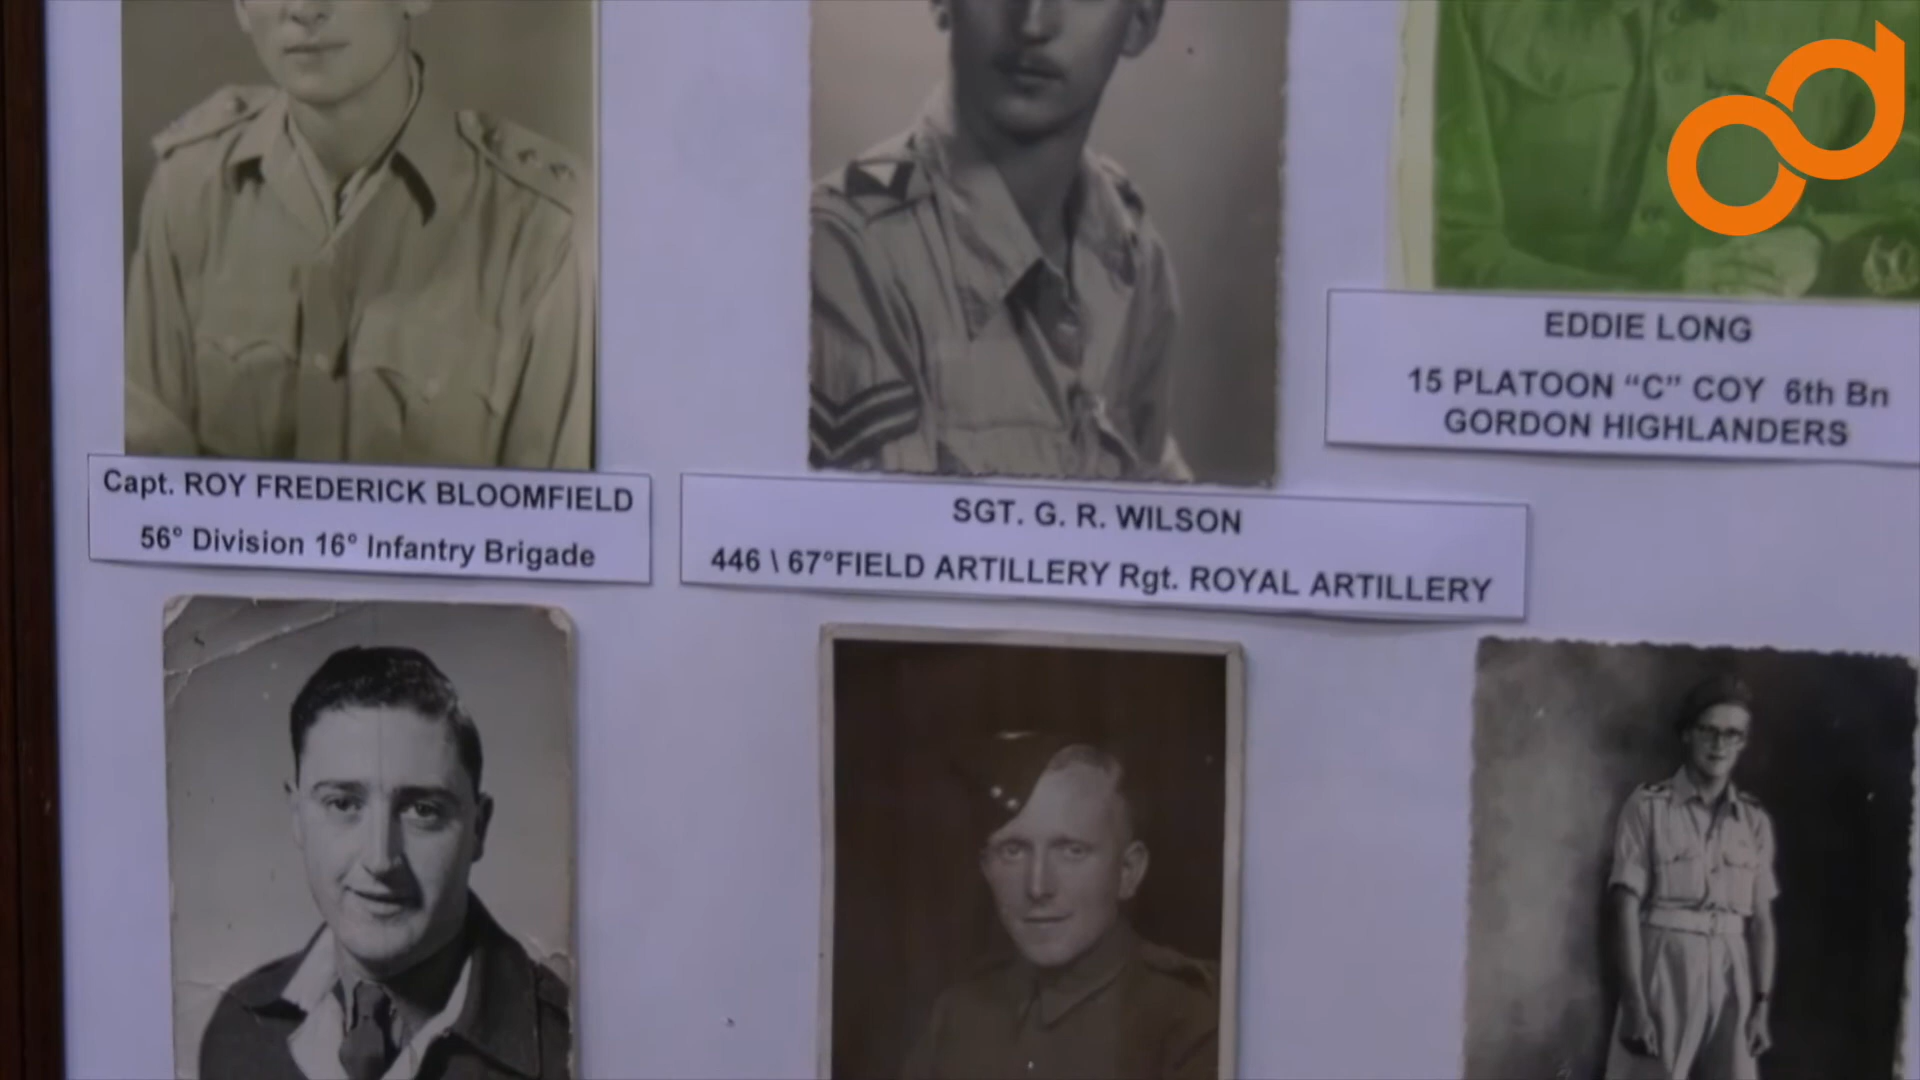 Capt. ROY FREDERICK BLOOMFIELD
56° Division 16° Infantry Brigade
SGT. G. R. WILSON
446 \ 67°FIELD ARTILLERY Rgt. ROYAL ARTILLERY
EDDIE LONG
15 PLATOON “C” COY 6th Bn
GORDON HIGHLANDERS